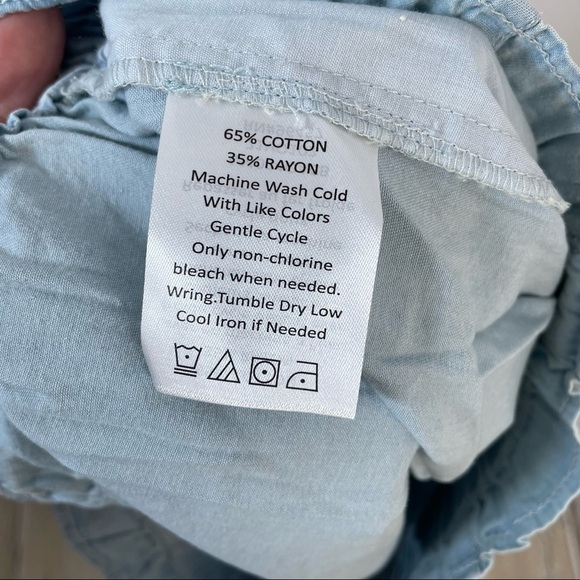 65% COTTON
35% RAYON
Machine Wash Cold
With Like Colors
Gentle Cycle
Only non-chlorine
bleach when needed.
Wring.Tumble Dry Low
Cool Iron if Needed